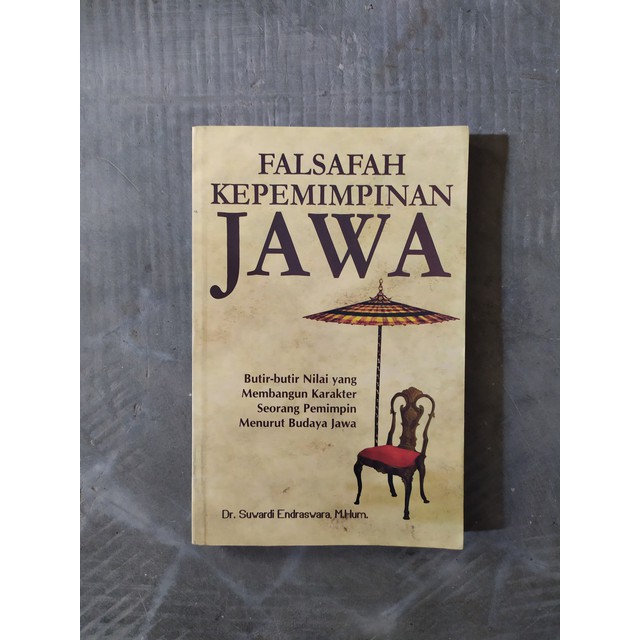 FALSAFAH
KEPEMIMPINAN
JAWA
Butir-butir Nilai yang
Membangun Karakter
Seorang Pemimpin
Menurut Budaya Jawa
Dr. Suwardi Endraswara, M.Hum.